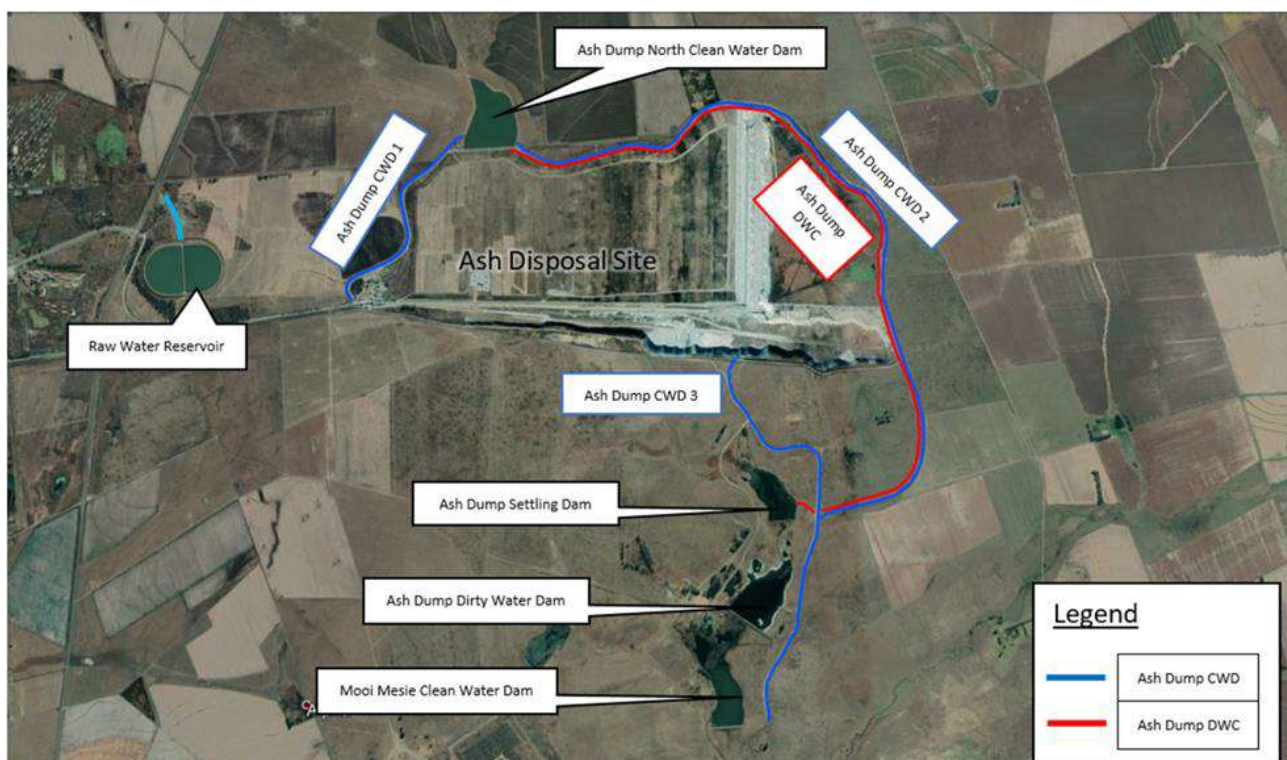 Ash Dump North Clean Water Dam
Ash Dump CWD 1
Ash Dump CWD 2
Ash Dump
DWC
Ash Disposal Site
Raw Water Reservoir
Ash Dump CWD 3
Ash Dump Settling Dam
Ash Dump Dirty Water Dam
Mooi Mesie Clean Water Dam
Legend
Ash Dump CWD
Ash Dump DWC